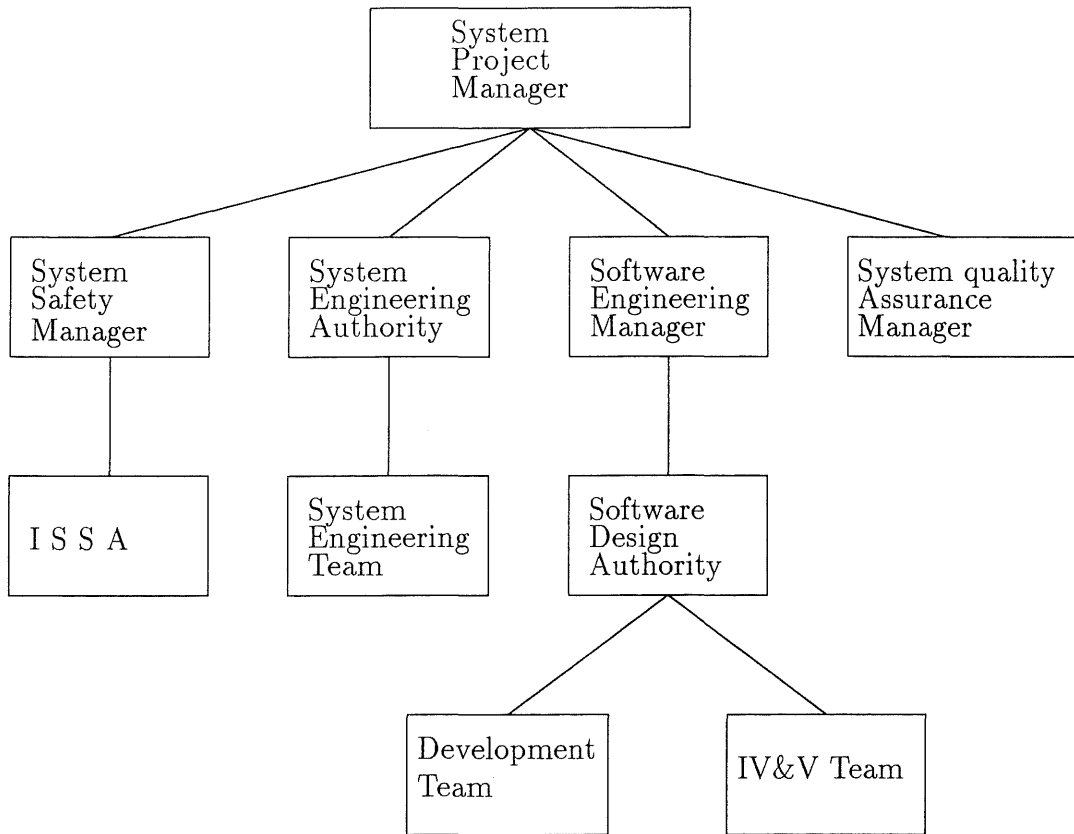 System
Project
Manager
System
Safety
Manager
System
Engineering
Authority
Software
Engineering
Manager
System quality
Assurance
Manager
I S S A
System
Engineering
Team
Software
Design
Authority
Development
Team
IV&V Team